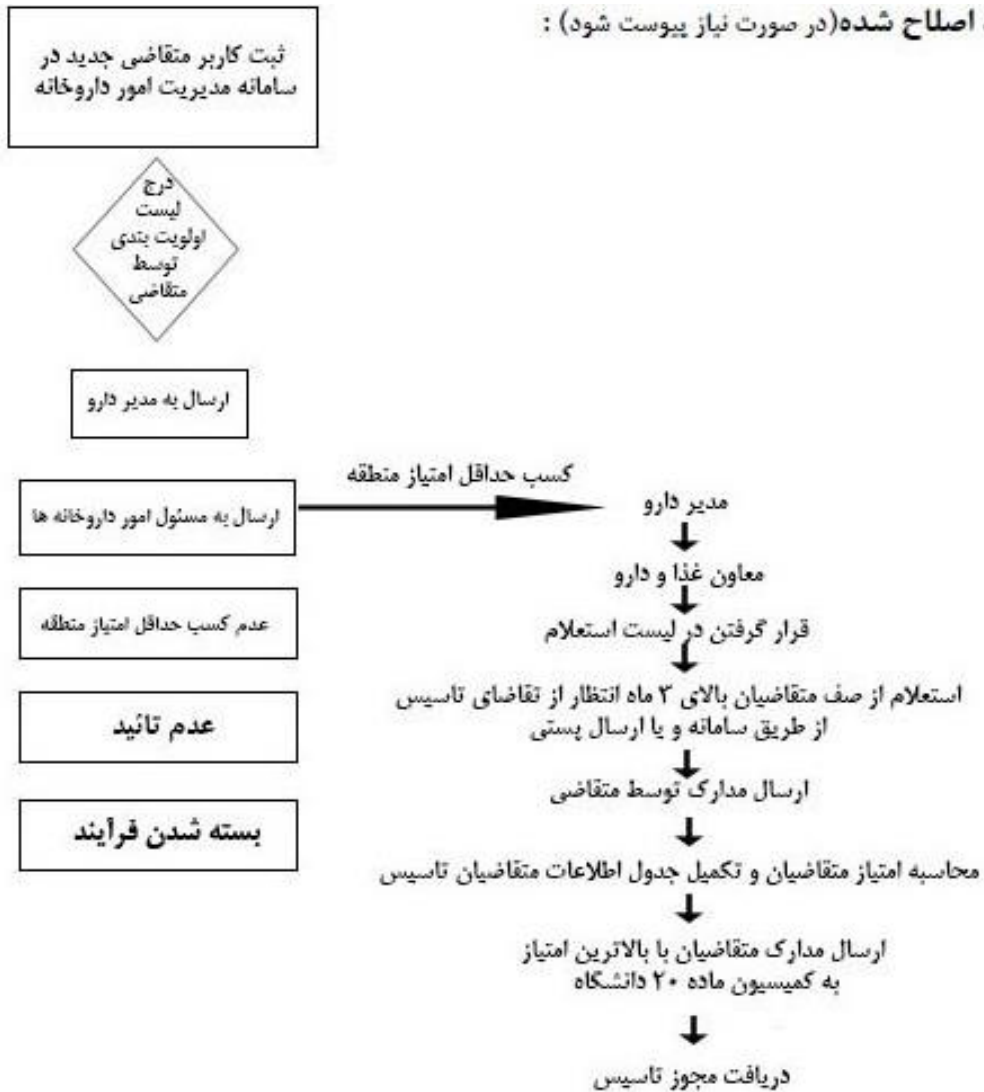 اصلاح شده(در صورت نیاز پیوست شود) :
ثبت کاربر متقاضی جدید در
سامانه مدیریت امور داروخانه
درج
لیست
اولویت بندی
توسط
متقاضی
ارسال به مدیر دارو
ارسال به مسئول امور داروخانه ها
عدم کسب حداقل امتیاز منطقه
عدم تائید
بسته شدن فرآیند
کسب حداقل امتیاز منطقه
مدیر دارو
معاون غذا و دارو
قرار گرفتن در لیست استعلام
استعلام از صف متقاضیان بالای ۳ ماه انتظار از تقاضای تاسیس
از طریق سامانه و یا ارسال پستی
ارسال مدارک توسط متقاضی
محاسبه امتیاز متقاضیان و تکمیل جدول اطلاعات متقاضیان تاسیس
ارسال مدارک متقاضیان با بالاترین امتیاز
به کمیسیون ماده ۲۰ دانشگاه
دریافت مجوز تاسیس